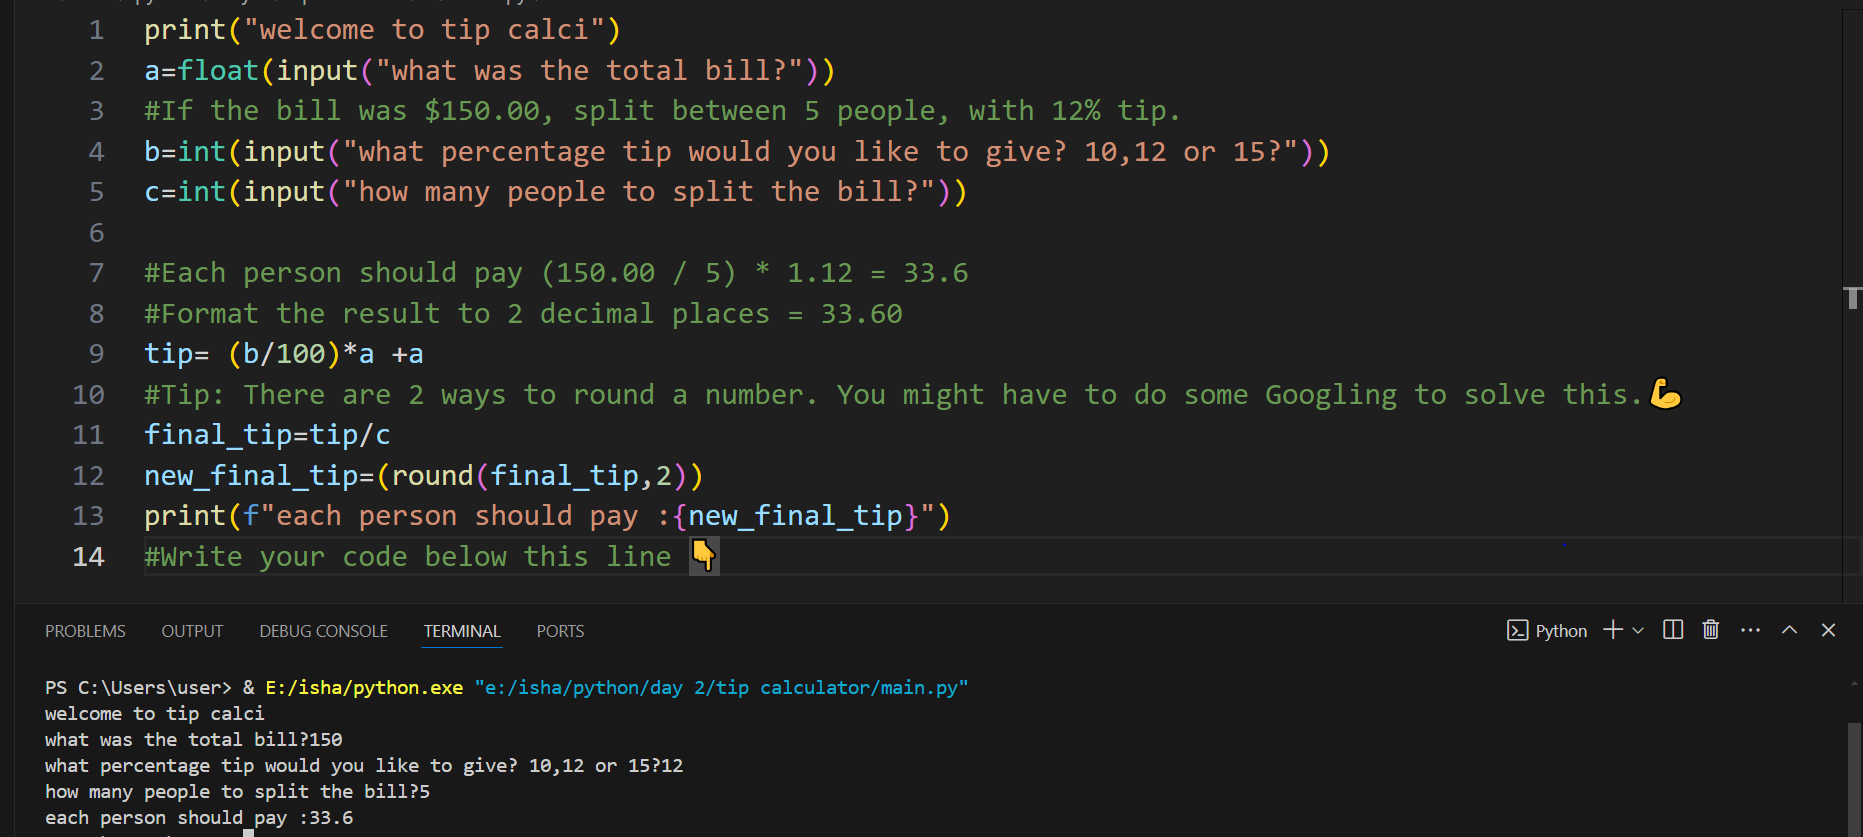 1 print("welcome to tip calci")
2 a=float(input("what was the total bill?"))
3 #If the bill was $150.00, split between 5 people, with 12% tip.
4 b=int(input("what percentage tip would you like to give? 10,12 or 15?"))
5 c=int(input("how many people to split the bill?"))
6
7 #Each person should pay (150.00 / 5) * 1.12 = 33.6
8 #Format the result to 2 decimal places = 33.60
9 tip= (b/100)*a +a
10 #Tip: There are 2 ways to round a number. You might have to do some Googling to solve this.💪
11 final_tip=tip/c
12 new_final_tip=(round(final_tip,2))
13 print(f"each person should pay :{new_final_tip}")
14 #Write your code below this line 👇
PROBLEMS OUTPUT DEBUG CONSOLE TERMINAL PORTS Python
PS C:\Users\user> & E:/isha/python.exe "e:/isha/python/day 2/tip calculator/main.py"
welcome to tip calci
what was the total bill?150
what percentage tip would you like to give? 10,12 or 15?12
how many people to split the bill?5
each person should pay :33.6